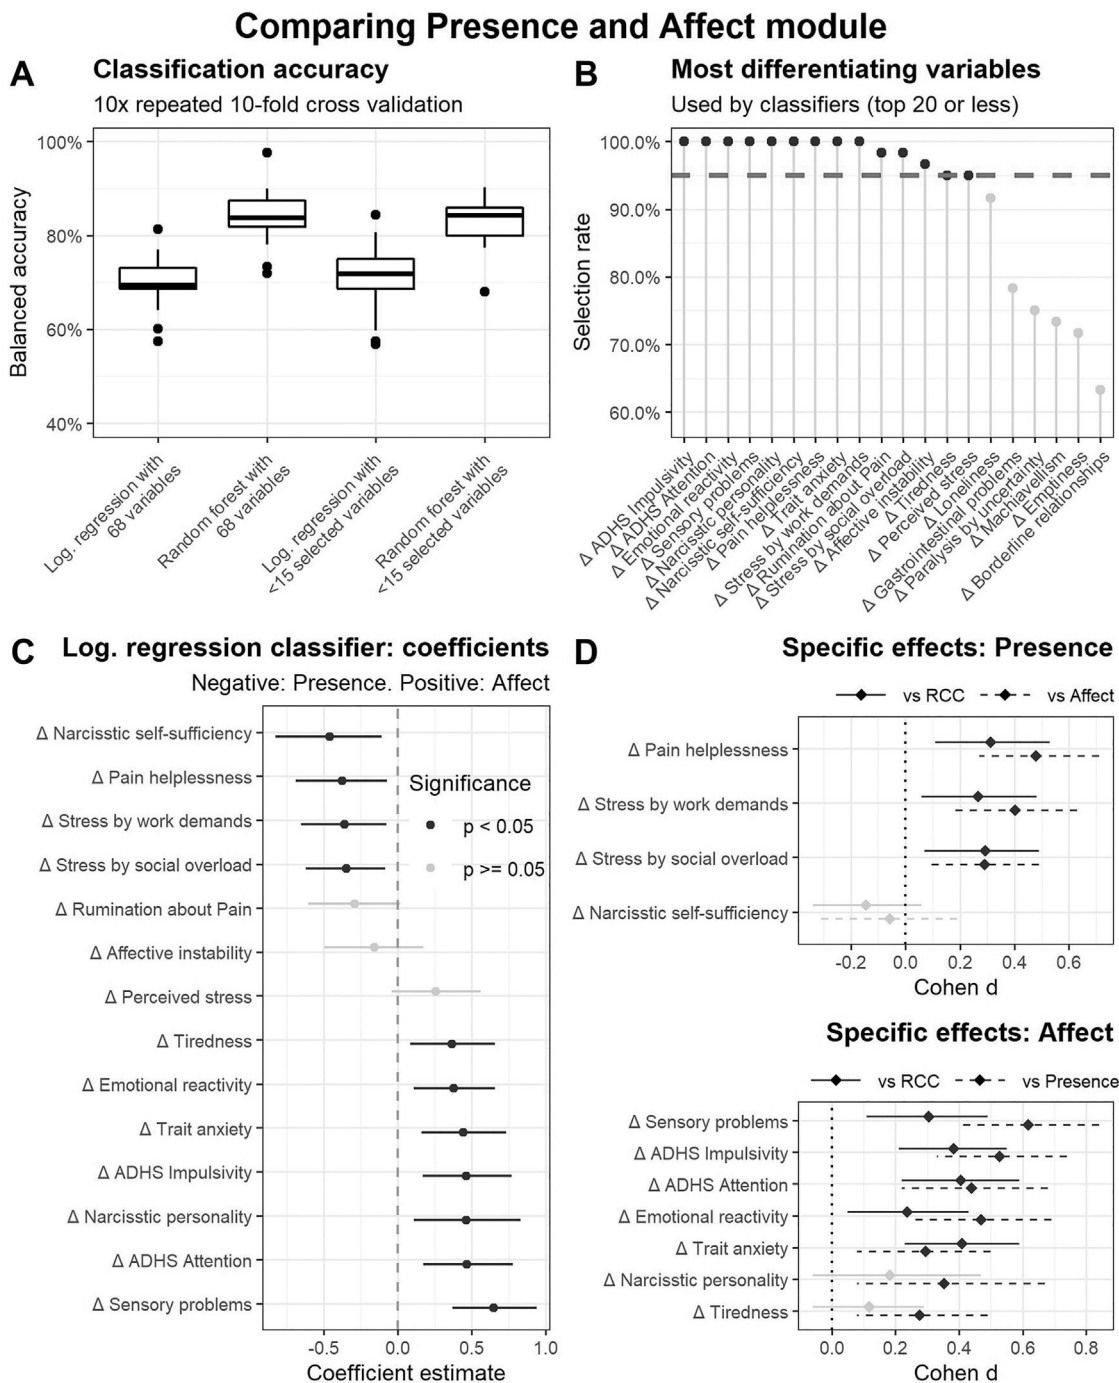 Comparing Presence and Affect module
A
Classification accuracy
10x repeated 10-fold cross validation
Balanced accuracy
100%
80%
60%
40%
Log. regression with
68 variables
Random forest with
68 variables
Log. regression with
<15 selected variables
Random forest with
<15 selected variables
B
Most differentiating variables
Used by classifiers (top 20 or less)
Selection rate
100.0%
90.0%
80.0%
70.0%
60.0%
Δ ADHS Impulsivity
Δ ADHS Attention
Δ Emotional reactivity
Δ Sensory problems
Δ Narcisstic personality
Δ Narcisstic self-sufficiency
Δ Pain helplessness
Δ Trait anxiety
Δ Stress by work demands
Δ Rumination about Pain
Δ Stress by social overload
Δ Affective instability
Δ Tiredness
Δ Perceived stress
Δ Loneliness
Δ Gastrointestinal problems
Δ Paralysis by uncertainty
Δ Machiavellism
Δ Emptiness
Δ Borderline relationships
C
Log. regression classifier: coefficients
Negative: Presence. Positive: Affect
Δ Narcisstic self-sufficiency
Δ Pain helplessness
Δ Stress by work demands
Δ Stress by social overload
Δ Rumination about Pain
Δ Affective instability
Δ Perceived stress
Δ Tiredness
Δ Emotional reactivity
Δ Trait anxiety
Δ ADHS Impulsivity
Δ Narcisstic personality
Δ ADHS Attention
Δ Sensory problems
Significance
p < 0.05
p >= 0.05
-0.5 0.0 0.5 1.0
Coefficient estimate
D
Specific effects: Presence
vs RCC vs Affect
Δ Pain helplessness
Δ Stress by work demands
Δ Stress by social overload
Δ Narcisstic self-sufficiency
-0.2 0.0 0.2 0.4 0.6
Cohen d
Specific effects: Affect
vs RCC vs Presence
Δ Sensory problems
Δ ADHS Impulsivity
Δ ADHS Attention
Δ Emotional reactivity
Δ Trait anxiety
Δ Narcisstic personality
Δ Tiredness
0.0 0.2 0.4 0.6 0.8
Cohen d